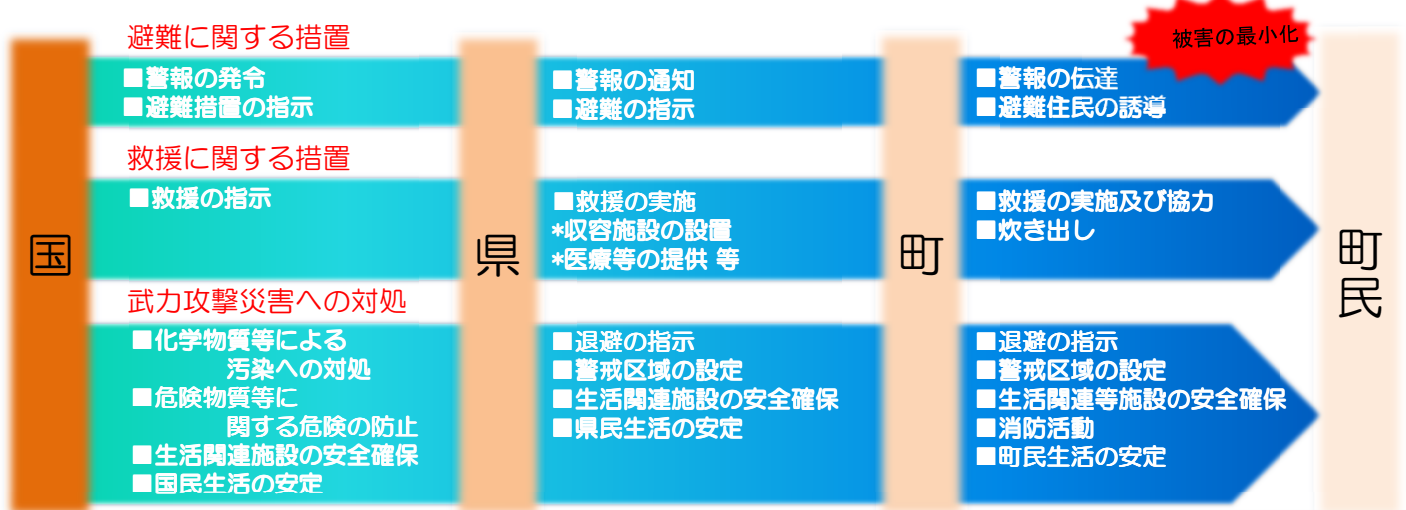 被害の最小化
避難に関する措置
■警報の発令
■避難措置の指示
■警報の通知
■避難の指示
■警報の伝達
■避難住民の誘導
救援に関する措置
■救援の指示
■救援の実施
*収容施設の設置
*医療等の提供 等
■救援の実施及び協力
■炊き出し
国
県
町
町民
武力攻撃災害への対処
■化学物質等による
汚染への対処
■危険物質等に
関する危険の防止
■生活関連施設の安全確保
■国民生活の安定
■退避の指示
■警戒区域の設定
■生活関連施設の安全確保
■県民生活の安定
■退避の指示
■警戒区域の設定
■生活関連等施設の安全確保
■消防活動
■町民生活の安定